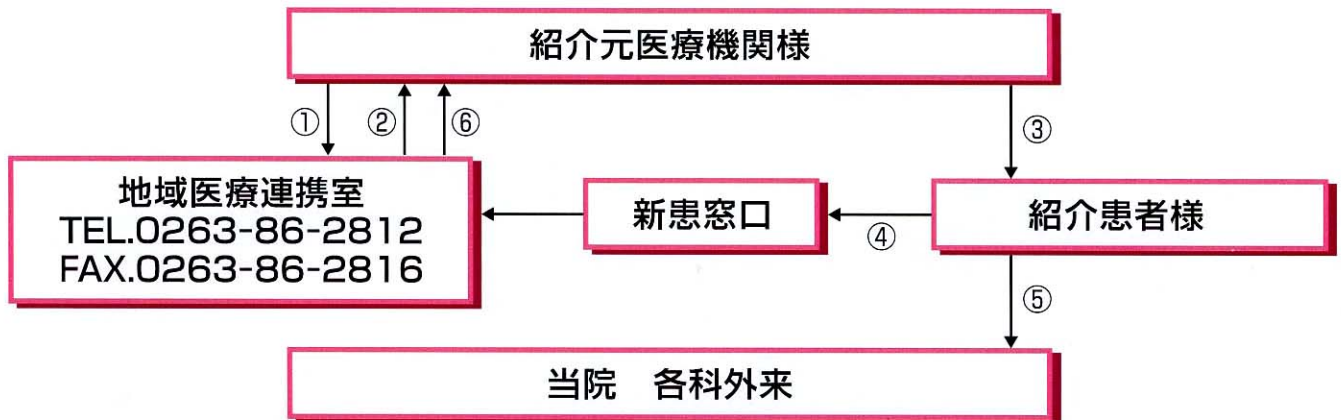 紹介元医療機関様
①
②
⑥
③
地域医療連携室
TEL.0263-86-2812
FAX.0263-86-2816
新患窓口
④
紹介患者様
⑤
当院　各科外来